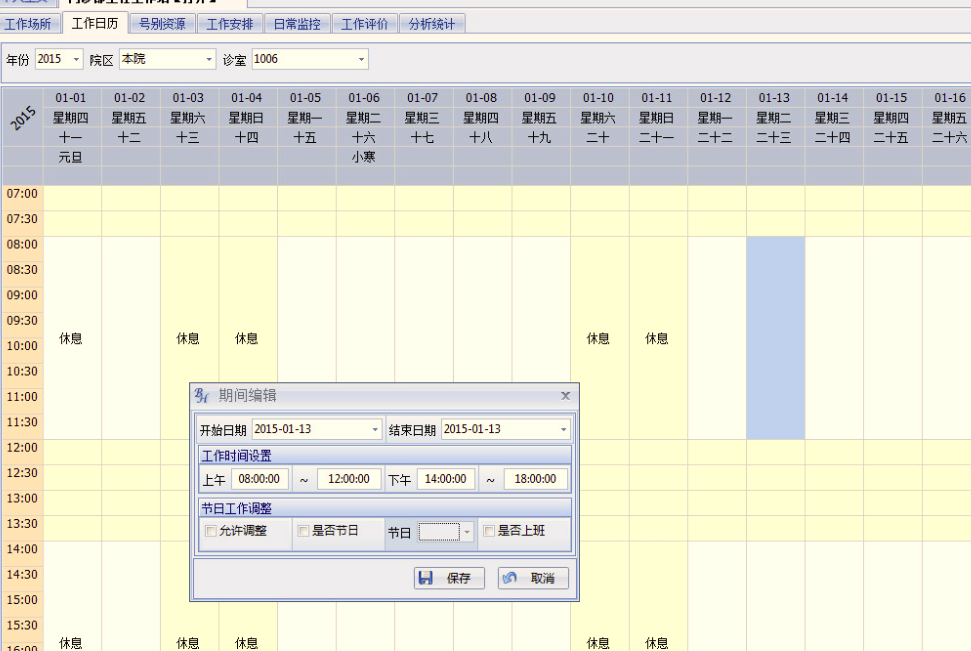 工作场所 工作日历 号别资源 工作安排 日常监控 工作评价 分析统计
年份 2015 院区 本院 诊室 1006
2015
01-01 01-02 01-03 01-04 01-05 01-06 01-07 01-08 01-09 01-10 01-11 01-12 01-13 01-14 01-15 01-16
星期四 星期五 星期六 星期日 星期一 星期二 星期三 星期四 星期五 星期六 星期日 星期一 星期二 星期三 星期四 星期五
十一 十二 十三 十四 十五 十六 十七 十八 十九 二十 二十一 二十二 二十三 二十四 二十五 二十六
元旦 小寒
07:00
07:30
08:00
08:30
09:00
09:30
休息 休息 休息 休息 休息
10:00
10:30
11:00
11:30
12:00
12:30
13:00
13:30
14:00
14:30
15:00
15:30
休息 休息 休息 休息 休息
16:00
期间编辑
开始日期 2015-01-13 结束日期 2015-01-13
工作时间设置
上午 08:00:00 ~ 12:00:00 下午 14:00:00 ~ 18:00:00
节日工作调整
允许调整 是否节日 节日 是否上班
保存 取消